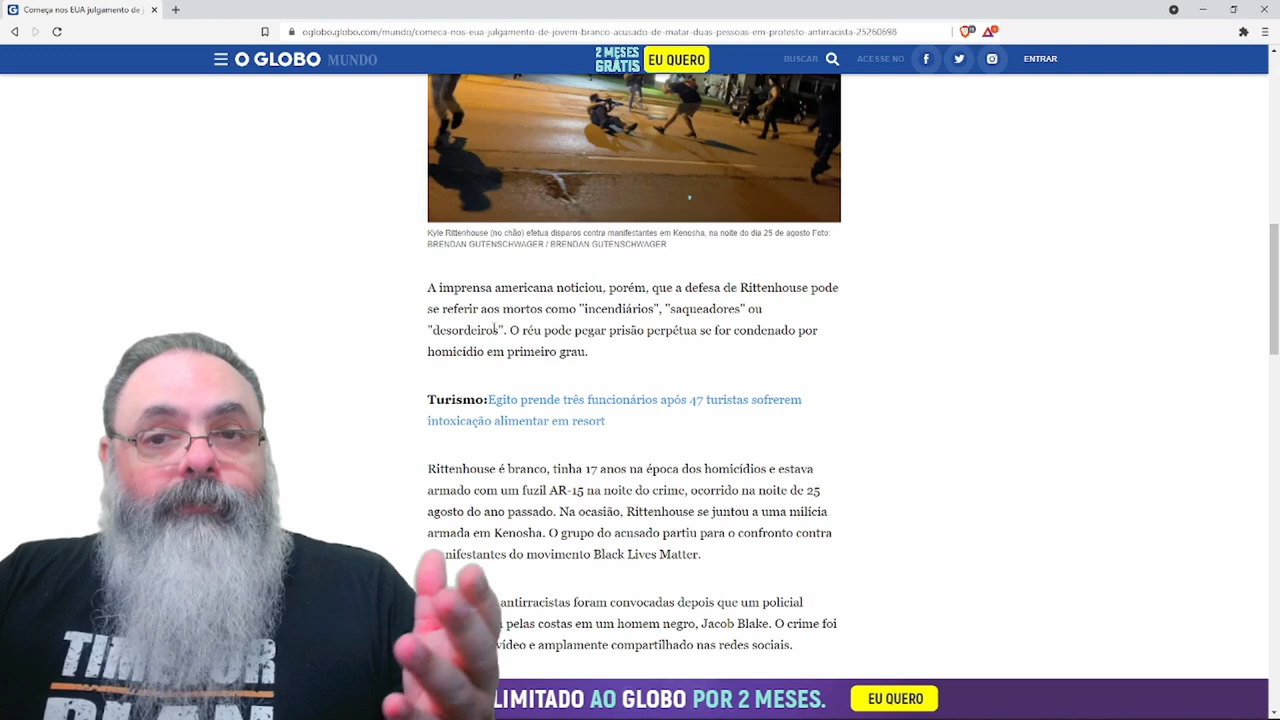 Começa nos EUA julgamento de j
oglobo.globo.com/mundo/comeca-nos-eua-julgamento-de-jovem-branco-acusado-de-matar-duas-pessoas-em-protesto-antirracista-25260698
O GLOBO MUNDO
2 MESES GRÁTIS EU QUERO
BUSCAR
ACESSE NO
ENTRAR
Kyle Rittenhouse (no chão) efetua disparos contra manifestantes em Kenosha, na noite do dia 25 de agosto Foto:
BRENDAN GUTENSCHWAGER / BRENDAN GUTENSCHWAGER
A imprensa americana noticiou, porém, que a defesa de Rittenhouse pode
se referir aos mortos como "incendiários", "saqueadores" ou
"desordeiros". O réu pode pegar prisão perpétua se for condenado por
homicídio em primeiro grau.
Turismo:Egito prende três funcionários após 47 turistas sofrerem
intoxicação alimentar em resort
Rittenhouse é branco, tinha 17 anos na época dos homicídios e estava
armado com um fuzil AR-15 na noite do crime, ocorrido na noite de 25
agosto do ano passado. Na ocasião, Rittenhouse se juntou a uma milícia
armada em Kenosha. O grupo do acusado partiu para o confronto contra
manifestantes do movimento Black Lives Matter.
antirracistas foram convocadas depois que um policial
pelas costas em um homem negro, Jacob Blake. O crime foi
vídeo e amplamente compartilhado nas redes sociais.
LIMITADO AO GLOBO POR 2 MESES. EU QUERO